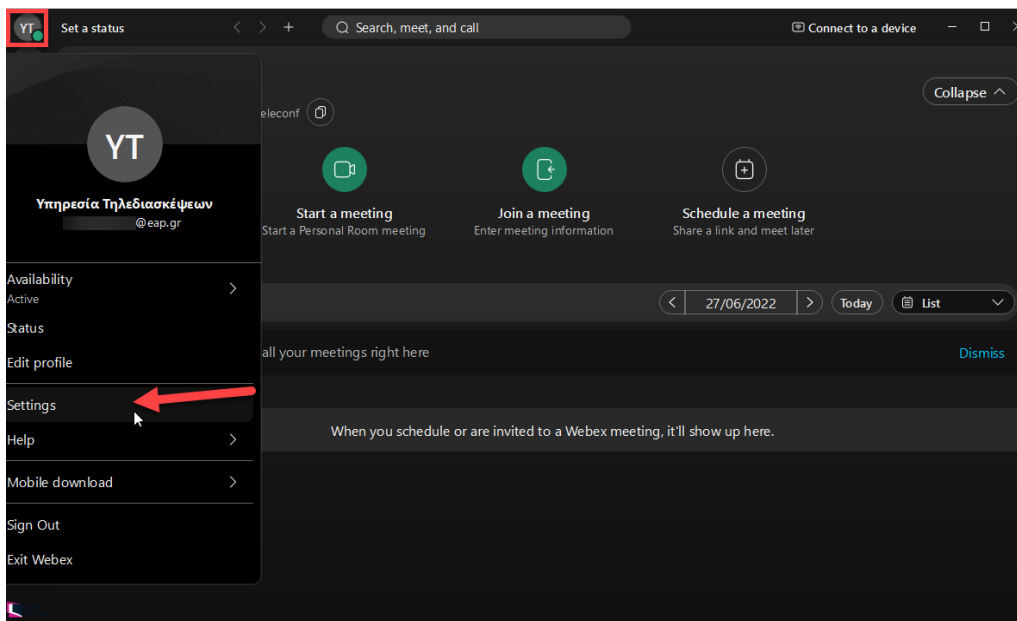 YT Set a status Search, meet, and call Connect to a device
Collapse
eleconf
YT
Υπηρεσία Τηλεδιασκέψεων
@eap.gr
Start a meeting
Start a Personal Room meeting
Join a meeting
Enter meeting information
Schedule a meeting
Share a link and meet later
Availability
Active
Status
Edit profile
Settings
Help
Mobile download
Sign Out
Exit Webex
27/06/2022 Today List
all your meetings right here Dismiss
When you schedule or are invited to a Webex meeting, it'll show up here.